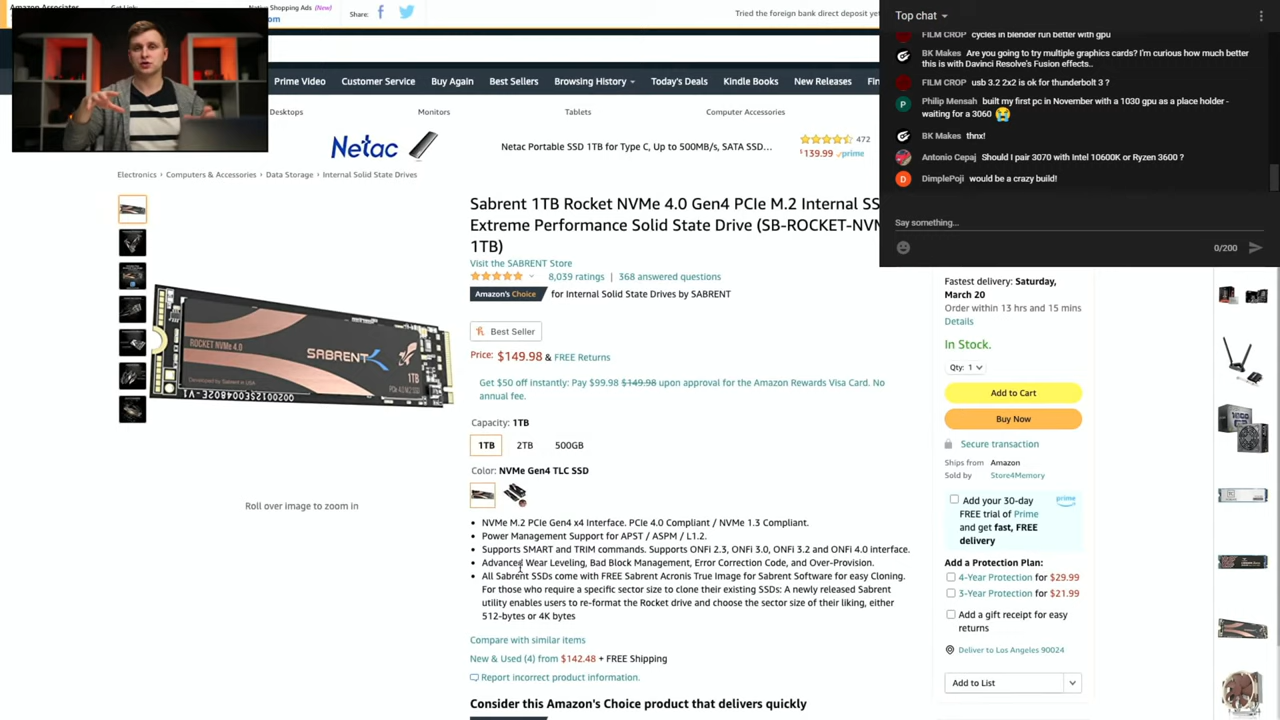 Amazon Associates
Get Link:
Native Shopping Ads (New)
om
Share:
Tried the foreign bank direct deposit ye
Prime Video
Customer Service
Buy Again
Best Sellers
Browsing History
Today's Deals
Kindle Books
New Releases
Fin
Desktops
Monitors
Tablets
Computer Accessories
Netac
Netac Portable SSD 1TB for Type C, Up to 500MB/s, SATA SSD...
472
$139.99 prime
Electronics › Computers & Accessories › Data Storage › Internal Solid State Drives
Sabrent 1TB Rocket NVMe 4.0 Gen4 PCIe M.2 Internal SS
Extreme Performance Solid State Drive (SB-ROCKET-NVM
1TB)
Visit the SABRENT Store
8,039 ratings | 368 answered questions
Amazon's Choice for Internal Solid State Drives by SABRENT
Best Seller
Price: $149.98 & FREE Returns
Get $50 off instantly: Pay $99.98 $149.98 upon approval for the Amazon Rewards Visa Card. No
annual fee.
Capacity: 1TB
1TB
2TB
500GB
Color: NVMe Gen4 TLC SSD
• NVMe M.2 PCIe Gen4 x4 Interface. PCIe 4.0 Compliant / NVMe 1.3 Compliant.
• Power Management Support for APST / ASPM / L1.2.
• Supports SMART and TRIM commands. Supports ONFi 2.3, ONFi 3.0, ONFi 3.2 and ONFi 4.0 interface.
• Advanced Wear Leveling, Bad Block Management, Error Correction Code, and Over-Provision.
• All Sabrent SSDs come with FREE Sabrent Acronis True Image for Sabrent Software for easy Cloning.
For those who require a specific sector size to clone their existing SSDs: A newly released Sabrent
utility enables users to re-format the Rocket drive and choose the sector size of their liking, either
512-bytes or 4K bytes
Compare with similar items
New & Used (4) from $142.48 + FREE Shipping
Report incorrect product information.
Consider this Amazon's Choice product that delivers quickly
ROCKET NVMe 4.0
SABRENT
1TB
PCIe 4.0 M.2 SSD
Developed by Sabrent in USA
Roll over image to zoom in
Top chat
FILM CROP cycles in blender run better with gpu
BK Makes Are you going to try multiple graphics cards? I'm curious how much better
this is with Davinci Resolve's Fusion effects..
FILM CROP usb 3.2 2x2 is ok for thunderbolt 3 ?
P
Philip Mensah built my first pc in November with a 1030 gpu as a place holder -
waiting for a 3060 😭
BK Makes thnx!
Antonio Cepaj Should I pair 3070 with Intel 10600K or Ryzen 3600 ?
D
DimplePoji would be a crazy build!
Say something...
0/200
Fastest delivery: Saturday,
March 20
Order within 13 hrs and 15 mins
Details
In Stock.
Qty: 1
Add to Cart
Buy Now
Secure transaction
Ships from Amazon
Sold by Store4Memory
Add your 30-day
FREE trial of Prime
and get fast, FREE
delivery
prime
Add a Protection Plan:
4-Year Protection for $29.99
3-Year Protection for $21.99
Add a gift receipt for easy
returns
Deliver to Los Angeles 90024
Add to List